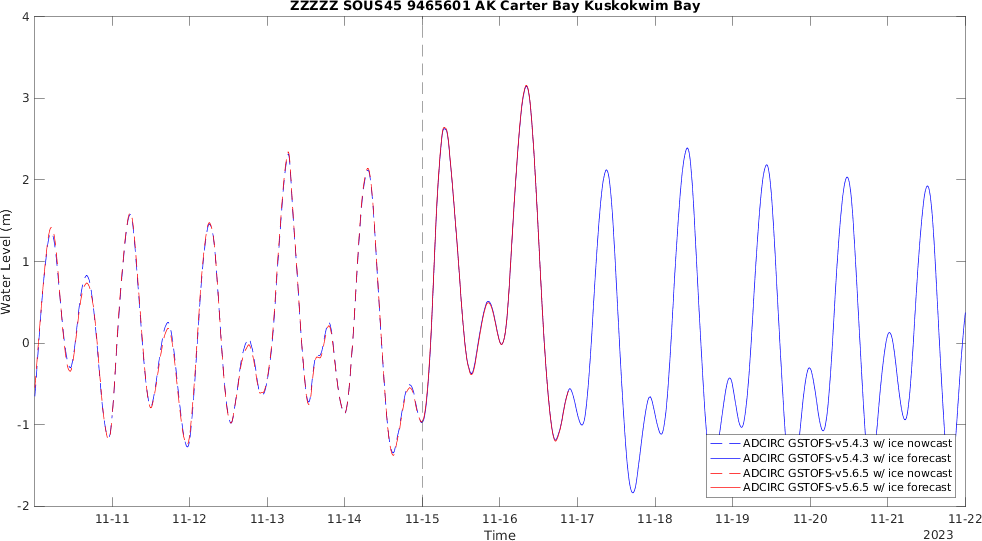 ZZZZZ SOUS45 9465601 AK Carter Bay Kuskokwim Bay
4
3
2
1
0
-1
-2
Water Level (m)
ADCIRC GSTOFS-v5.4.3 w/ ice nowcast
ADCIRC GSTOFS-v5.4.3 w/ ice forecast
ADCIRC GSTOFS-v5.6.5 w/ ice nowcast
ADCIRC GSTOFS-v5.6.5 w/ ice forecast
11-11 11-12 11-13 11-14 11-15 11-16 11-17 11-18 11-19 11-20 11-21 11-22
Time
2023